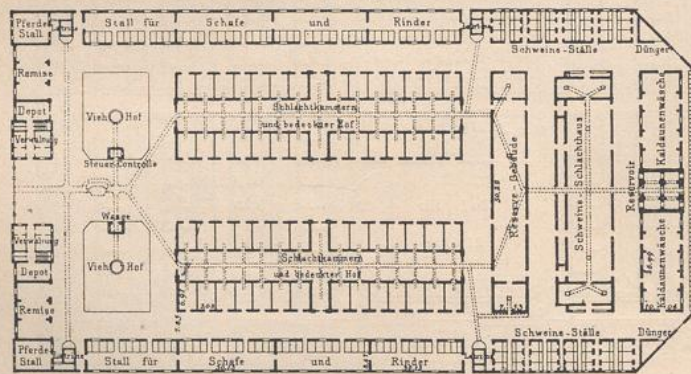 Pferde
Stall
Stall für
Schafe
und
Rinder
Schweine-Ställe
Dünger
Remise
Depot
Verwaltung
Vieh Hof
Steuer Controlle
Schlachtkammern
und bedeckter Hof
Reserve-Gebäude
Schweine-Schlachthaus
Kaldaunenwäsche
Reservoir
Waage
Verwaltung
Depot
Vieh Hof
Schlachtkammern
und bedeckter Hof
Kaldaunenwäsche
Remise
Pferde
Stall
Stall für
Schafe
und
Rinder
Schweine-Ställe
Dünger